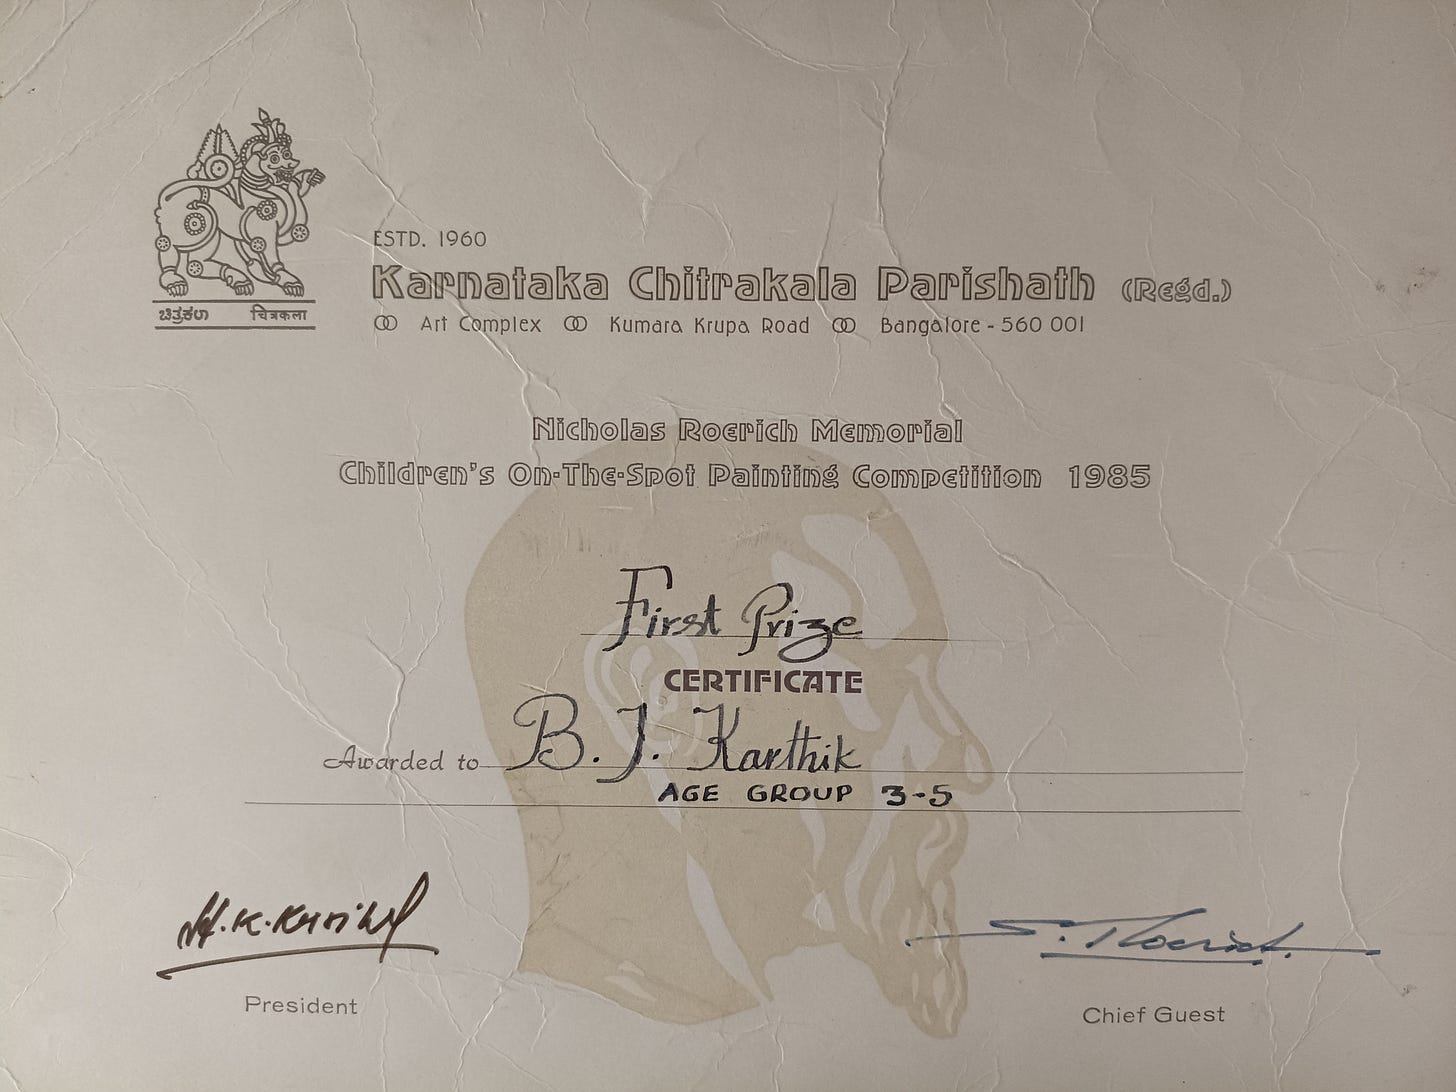 ESTD. 1960
Karnataka Chitrakala Parishath (Regd.)
Art Complex Kumara Krupa Road Bangalore - 560 001
ಚಿತ್ರಕಲಾ चित्रकला
Nicholas Roerich Memorial
Children's On-The-Spot Painting Competition 1985
First Prize
CERTIFICATE
Awarded to B. J. Karthik
AGE GROUP 3-5
S. Roerich
President
Chief Guest